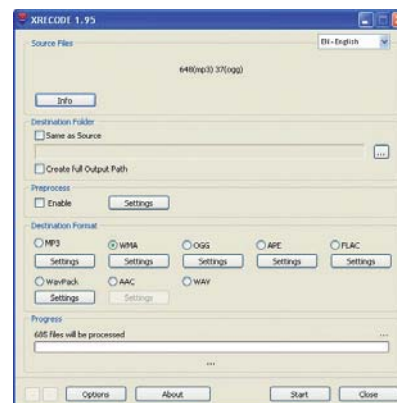 XRECODE 1.95
Source Files
EN - English
648(mp3) 37(ogg)
Info
Destination Folder
Same as Source
...
Create Full Output Path
Preprocess
Enable Settings
Destination Format
MP3 WMA OGG APE FLAC
Settings Settings Settings Settings Settings
WavPack AAC WAV
Settings Settings
Progress
685 files will be processed ...
...
Options About Start Close